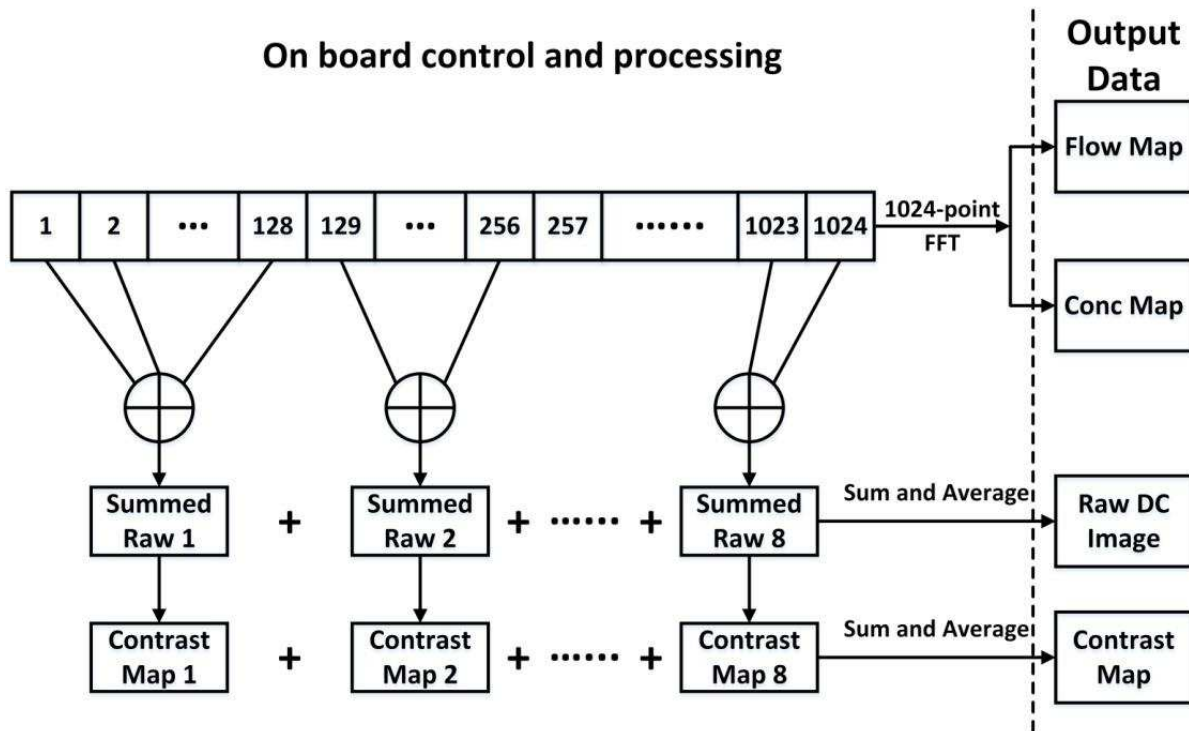 On board control and processing
Output
Data
Flow Map
1 2 ... 128 129 ... 256 257 ...... 1023 1024
1024-point
FFT
Conc Map
Summed
Raw 1
+
Summed
Raw 2
+ ...... +
Summed
Raw 8
Sum and Average
Raw DC
Image
Contrast
Map 1
+
Contrast
Map 2
+ ...... +
Contrast
Map 8
Sum and Average
Contrast
Map